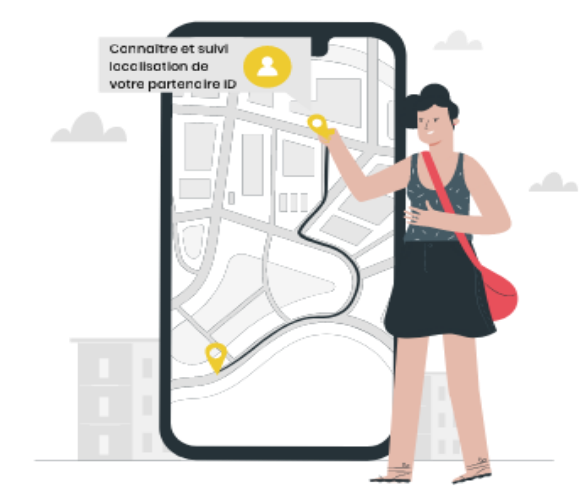 Connaître et suivi
localisation de
votre partenaire ID